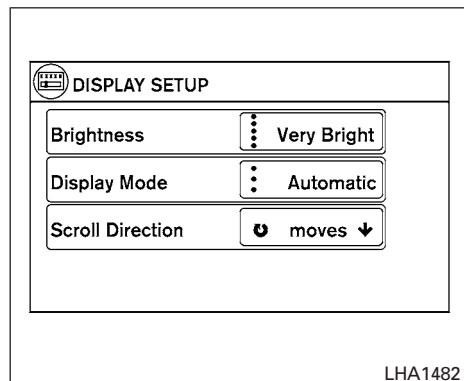 DISPLAY SETUP
Brightness Very Bright
Display Mode Automatic
Scroll Direction moves
LHA1482